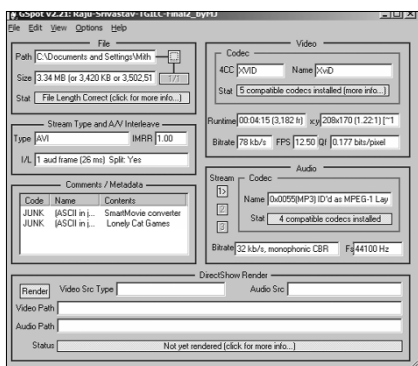 GSpot v2.21: Raju-Srivastav-TGILC-Final2_byMJ
File Edit View Options Help
File
Path C:\Documents and Settings\Mith
Size 3.34 MB (or 3,420 KB or 3,502,51 1/1
Stat File Length Correct (click for more info...)
Stream Type and A/V Interleave
Type AVI IMRR 1.00
I/L 1 aud frame (26 ms) Split: Yes
Comments / Metadata
Code Name Contents
JUNK (ASCII in j... SmartMovie converter
JUNK (ASCII in j... Lonely Cat Games
Video
Codec
4CC XVID Name XviD
Stat 5 compatible codecs installed (more info...)
Runtime 00:04:15 (3,182 fr) x:y 208x170 (1.22:1) [~1
Bitrate 78 kb/s FPS 12.50 Qf 0.177 bits/pixel
Audio
Stream Codec
1> Name 0x0055(MP3) ID'd as MPEG-1 Lay
2 Stat 4 compatible codecs installed
3
Bitrate 32 kb/s, monophonic CBR Fs 44100 Hz
DirectShow Render
Render Video Src Type Audio Src
Video Path
Audio Path
Status Not yet rendered (click for more info...)